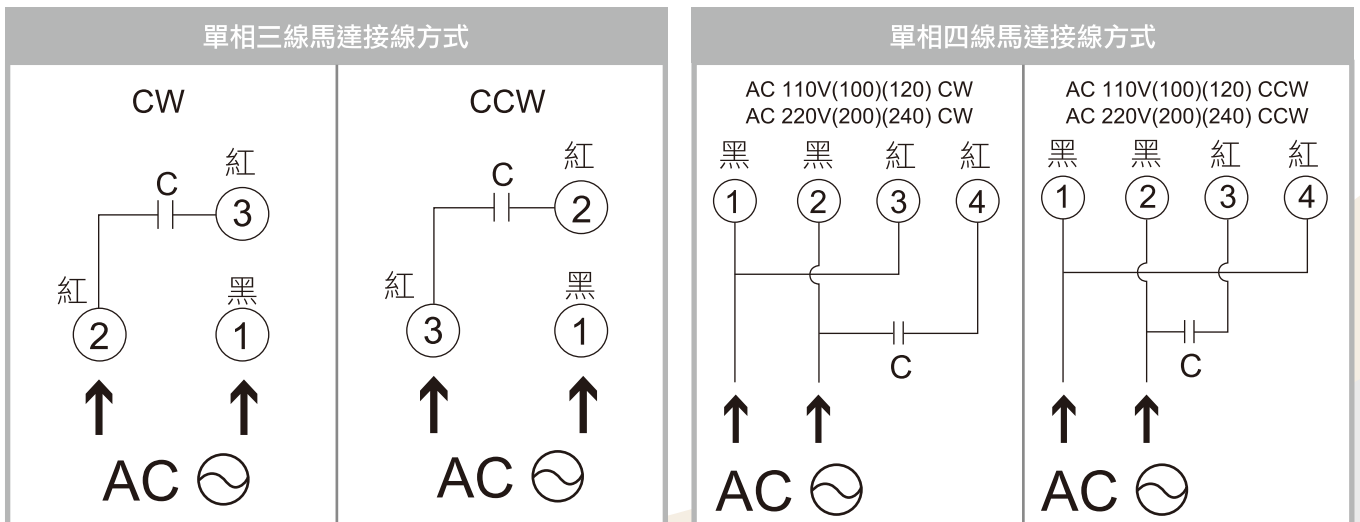 單相三線馬達接線方式
CW
紅
C
3
紅
黑
2
1
AC
CCW
紅
C
2
紅
黑
3
1
AC
單相四線馬達接線方式
AC 110V(100)(120) CW
AC 220V(200)(240) CW
黑 黑 紅 紅
1 2 3 4
C
AC
AC 110V(100)(120) CCW
AC 220V(200)(240) CCW
黑 黑 紅 紅
1 2 3 4
C
AC